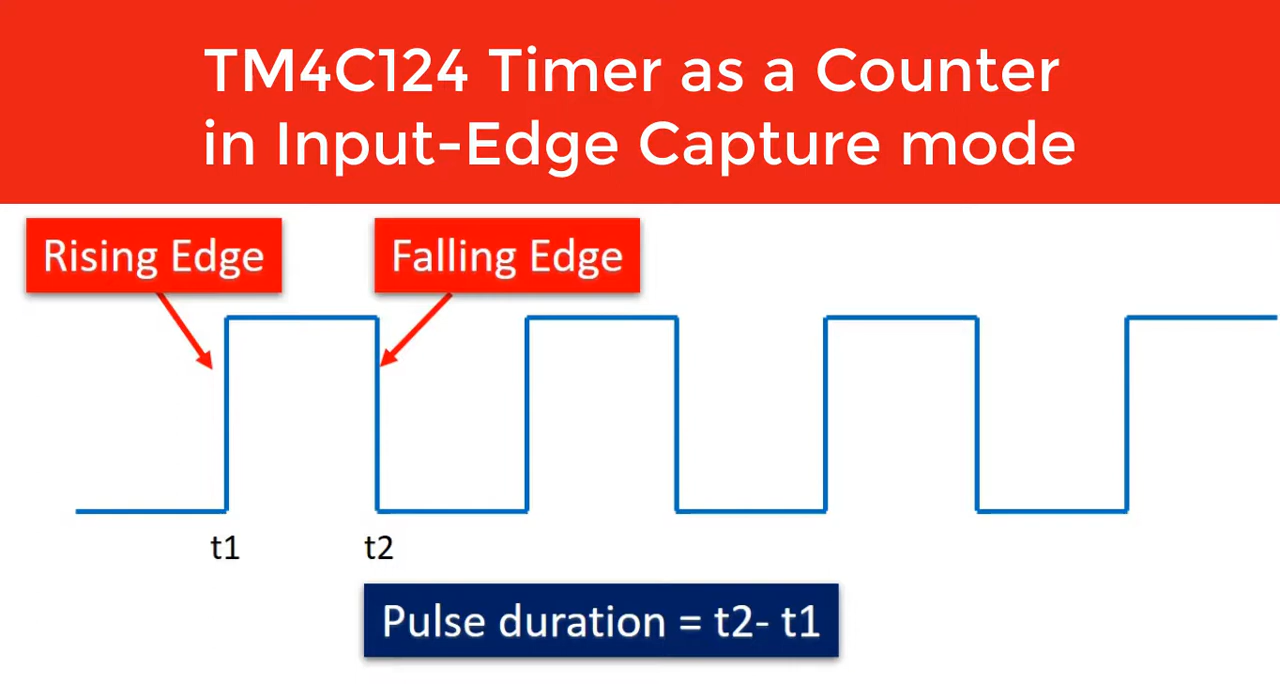 TM4C124 Timer as a Counter
in Input-Edge Capture mode
Rising Edge
Falling Edge
t1
t2
Pulse duration = t2- t1